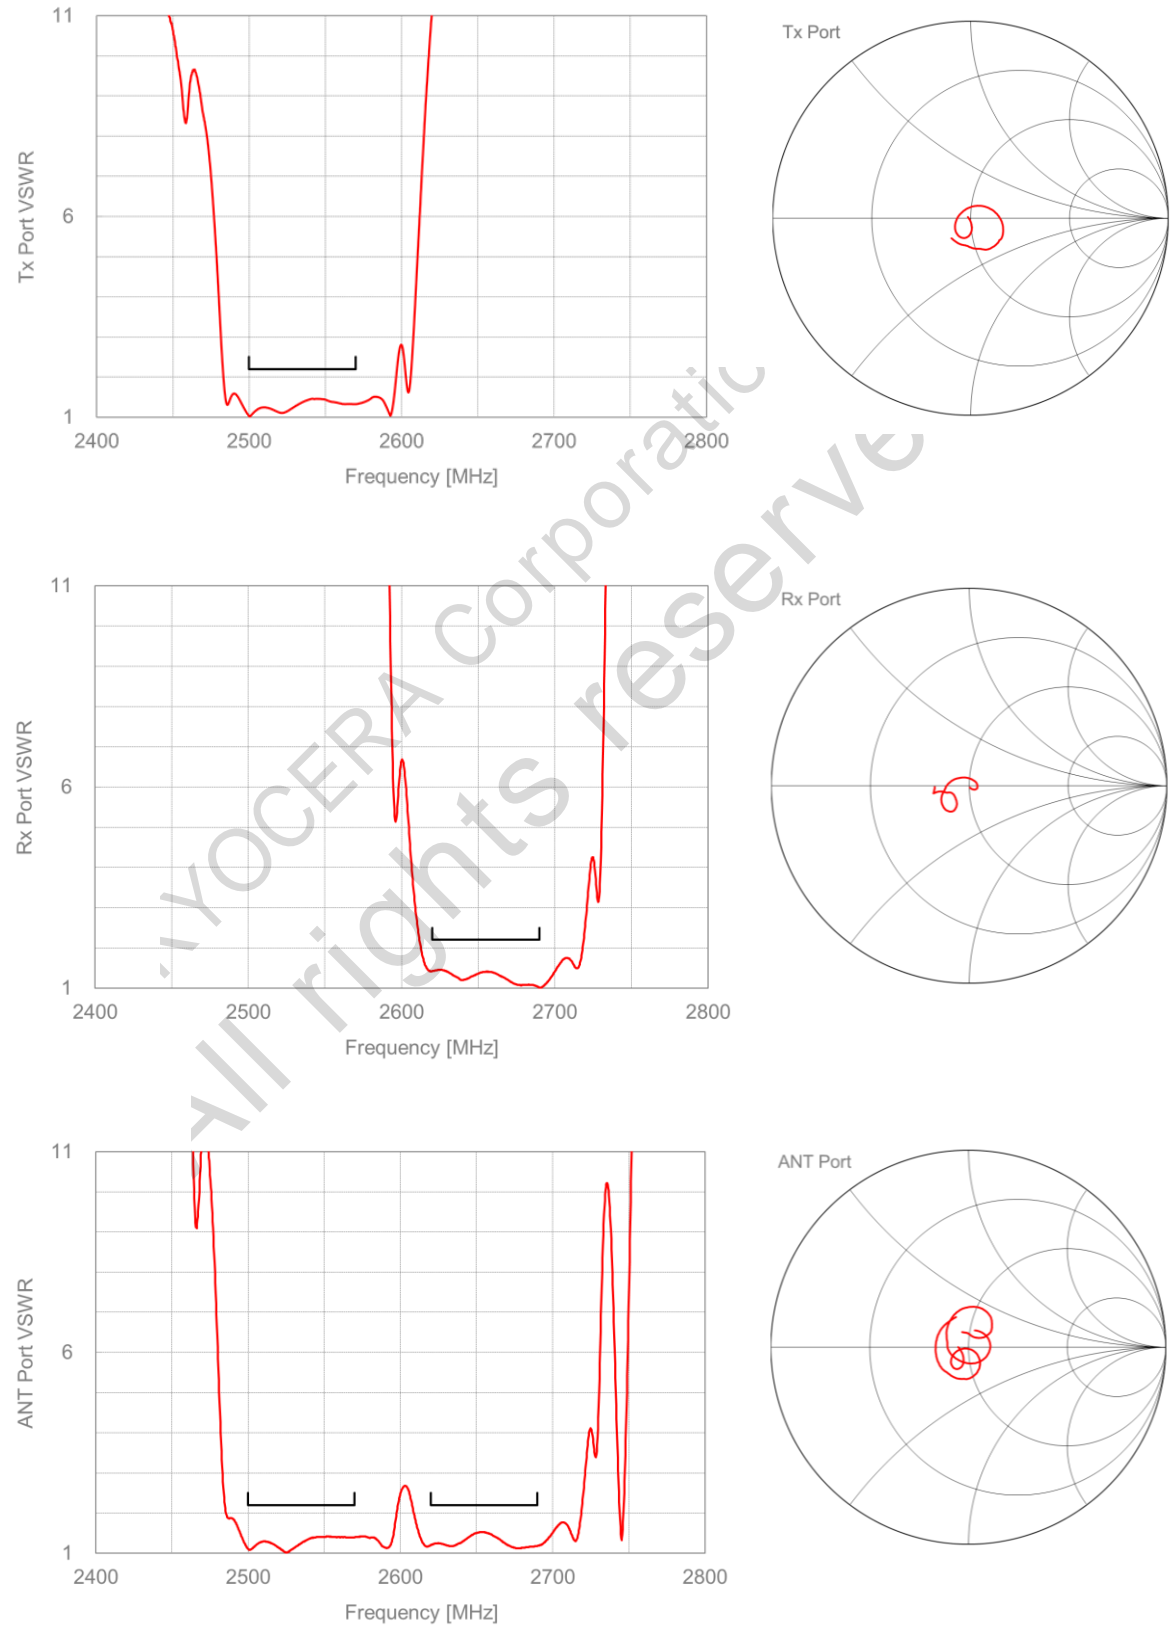 11
Tx Port
Tx Port VSWR
6
1
2400 2500 2600 2700 2800
Frequency [MHz]
11
Rx Port
Rx Port VSWR
6
1
2400 2500 2600 2700 2800
Frequency [MHz]
11
ANT Port
ANT Port VSWR
6
1
2400 2500 2600 2700 2800
Frequency [MHz]
KYOCERA Corporatio
All rights reserve